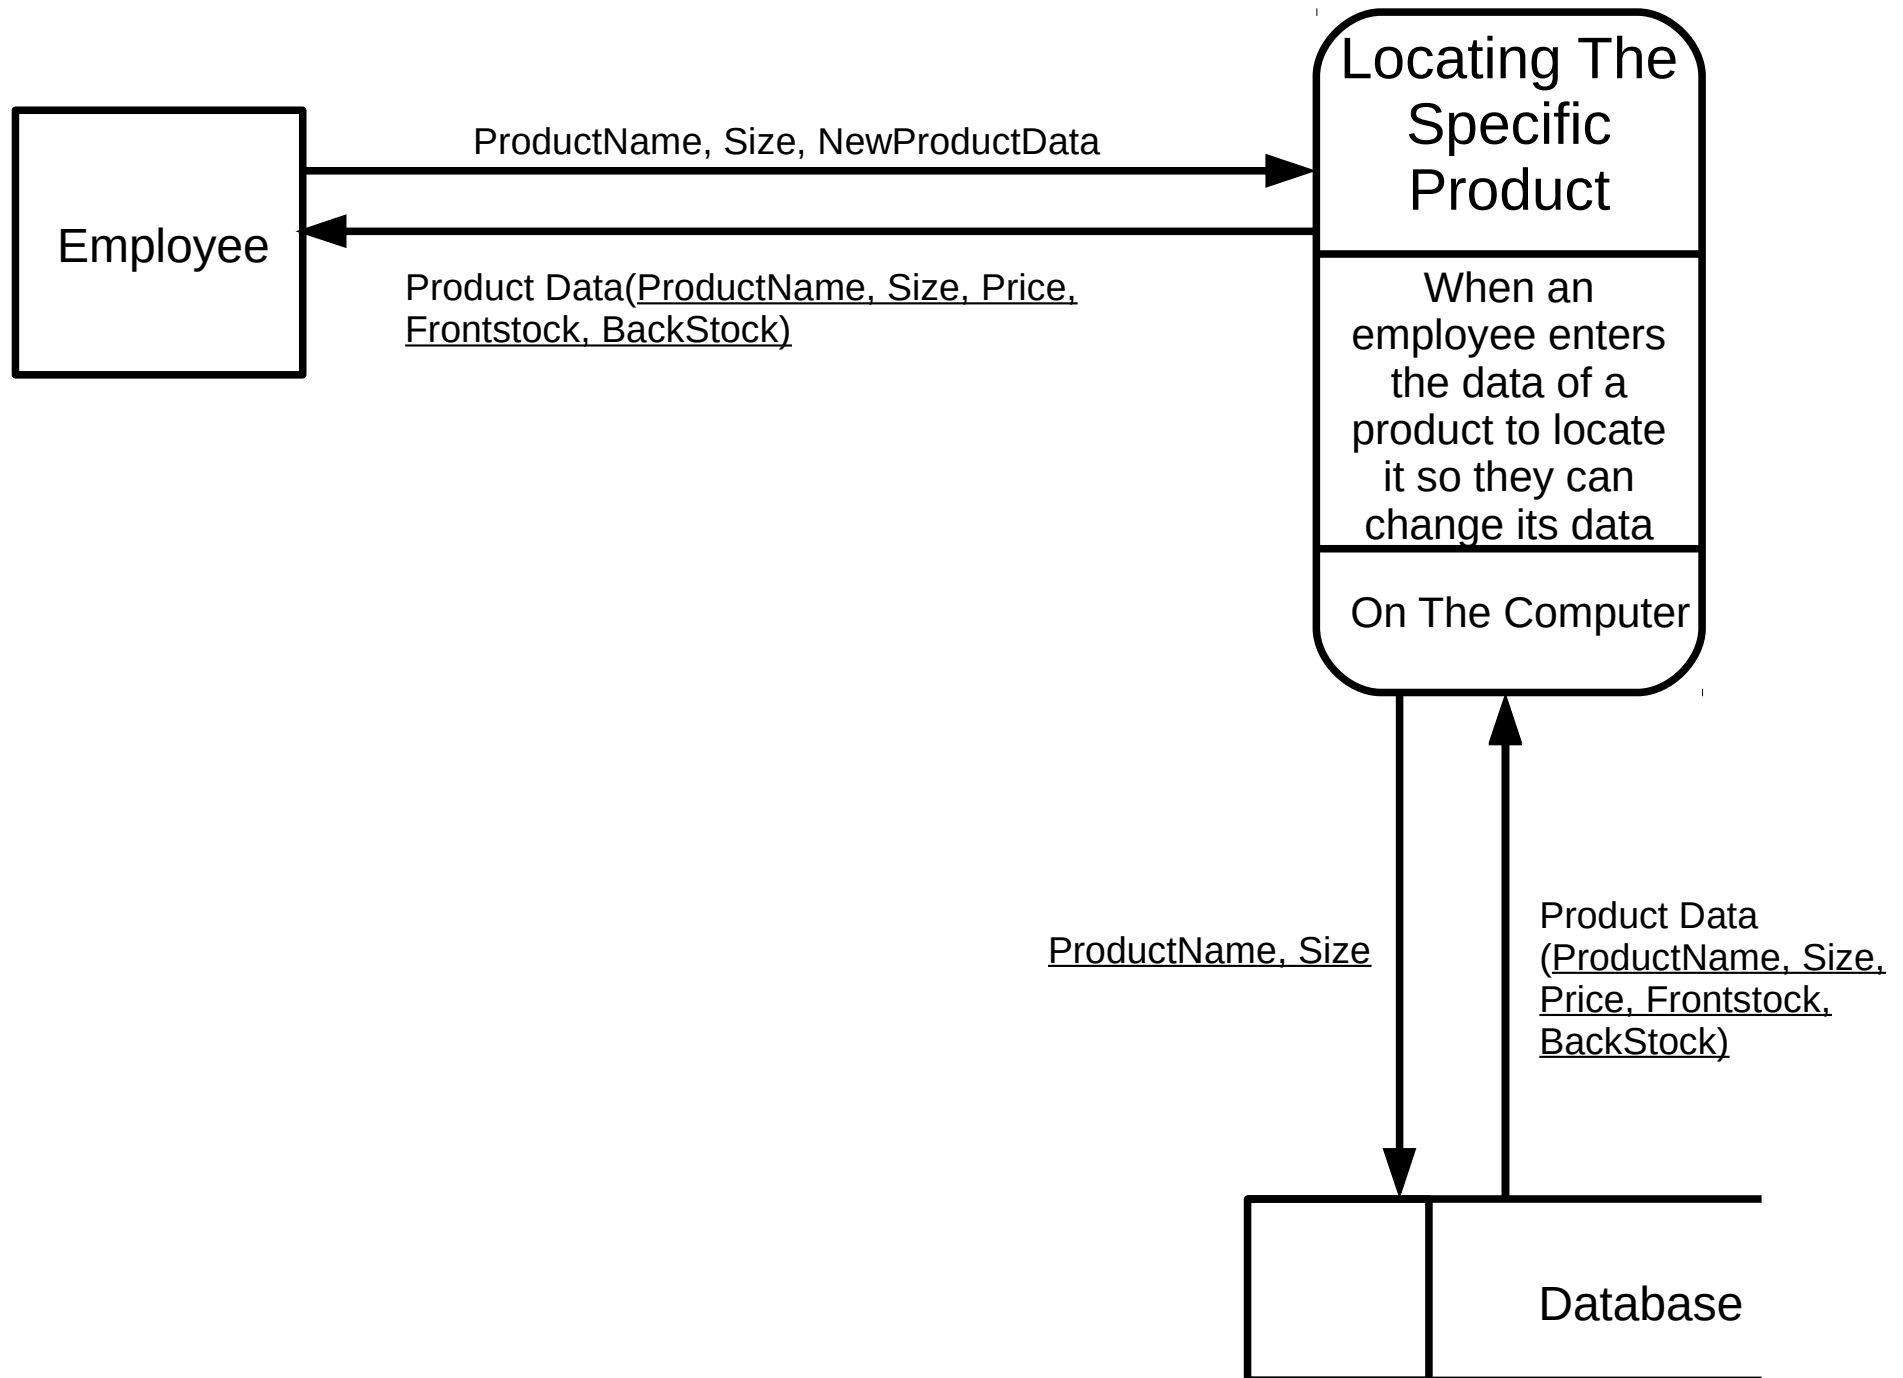 Locating The
Specific
Product
ProductName, Size, NewProductData
Employee
Product Data(ProductName, Size, Price,
Frontstock, BackStock)
When an
employee enters
the data of a
product to locate
it so they can
change its data
On The Computer
ProductName, Size
Product Data
(ProductName, Size,
Price, Frontstock,
BackStock)
Database